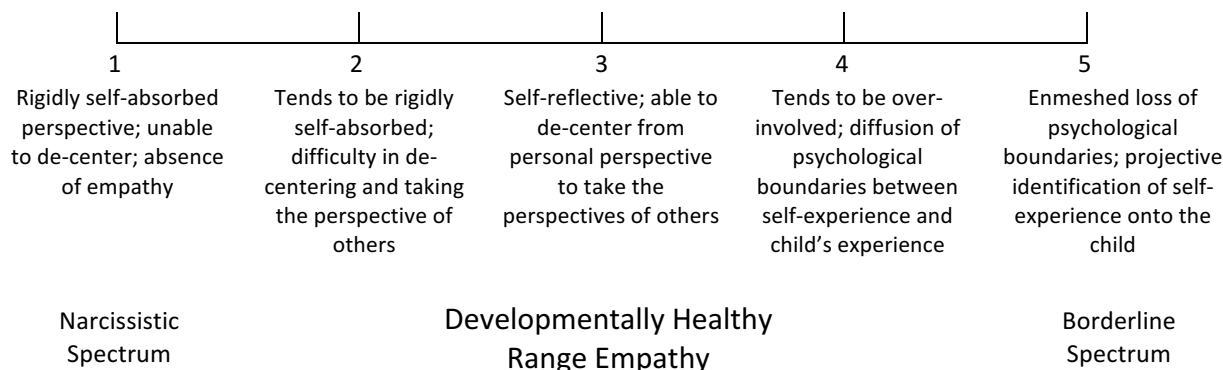 1
Rigidly self-absorbed
perspective; unable
to de-center; absence
of empathy
2
Tends to be rigidly
self-absorbed;
difficulty in de-
centering and taking
the perspective of
others
3
Self-reflective; able to
de-center from
personal perspective
to take the
perspectives of others
4
Tends to be over-
involved; diffusion of
psychological
boundaries between
self-experience and
child’s experience
5
Enmeshed loss of
psychological
boundaries; projective
identification of self-
experience onto the
child
Narcissistic
Spectrum
Developmentally Healthy
Range Empathy
Borderline
Spectrum